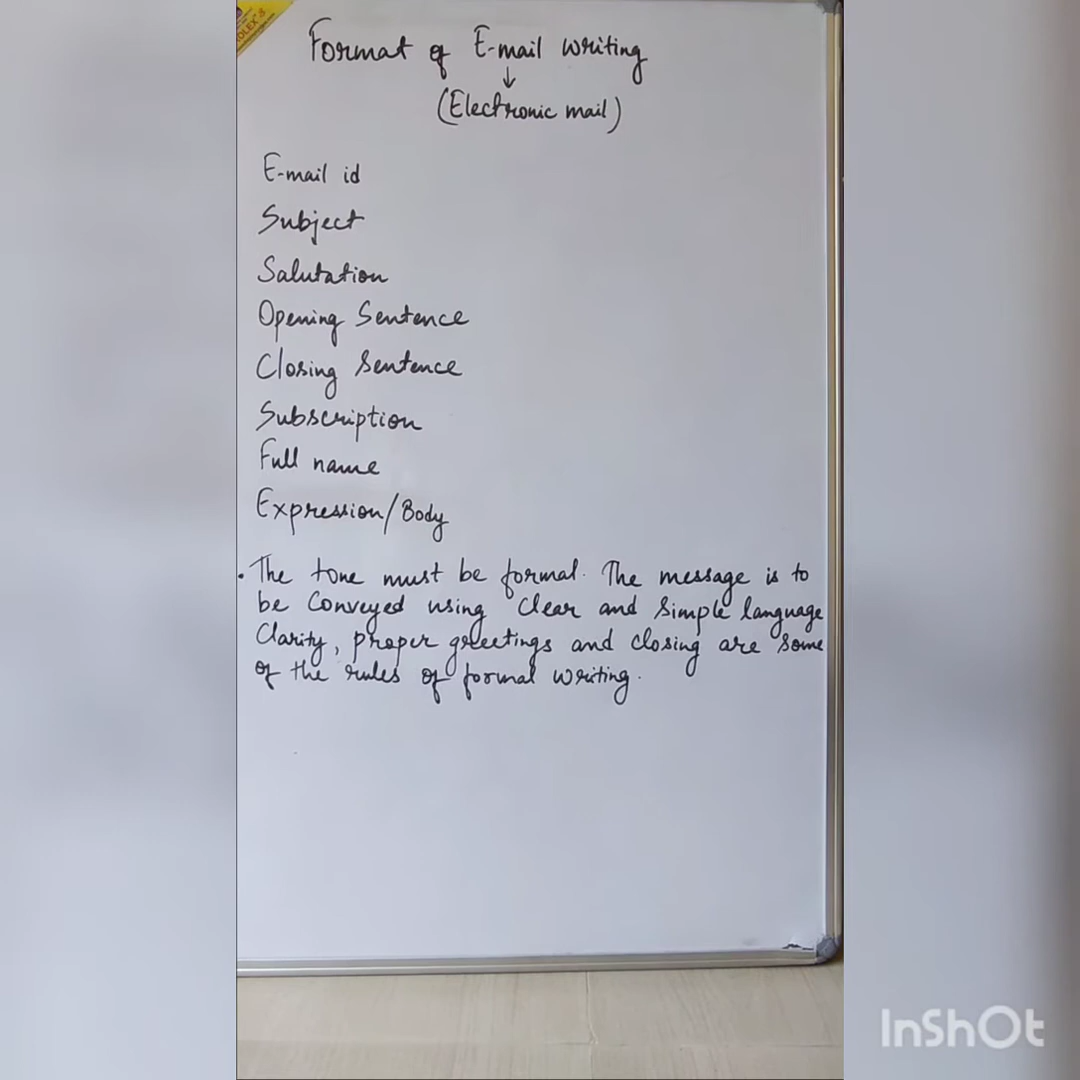 Format of E-mail writing
↓
(Electronic mail)
E-mail id
Subject
Salutation
Opening Sentence
Closing Sentence
Subscription
Full name
Expression/Body
• The tone must be formal. The message is to
be Conveyed using Clear and Simple language
Clarity, proper greetings and closing are some
of the rules of formal writing.
InShOt